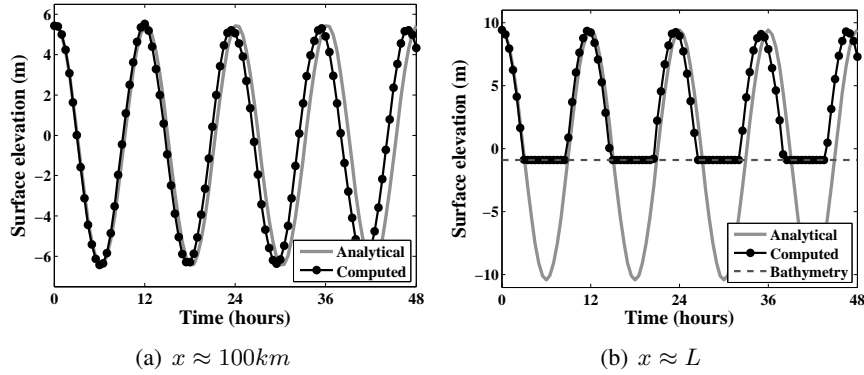 6
4
2
0
−2
−4
−6
0
12
24
36
48
Surface elevation (m)
Time (hours)
Analytical
Computed
(a) x ≈ 100km
10
5
0
−5
−10
0
12
24
36
48
Surface elevation (m)
Time (hours)
Analytical
Computed
Bathymetry
(b) x ≈ L